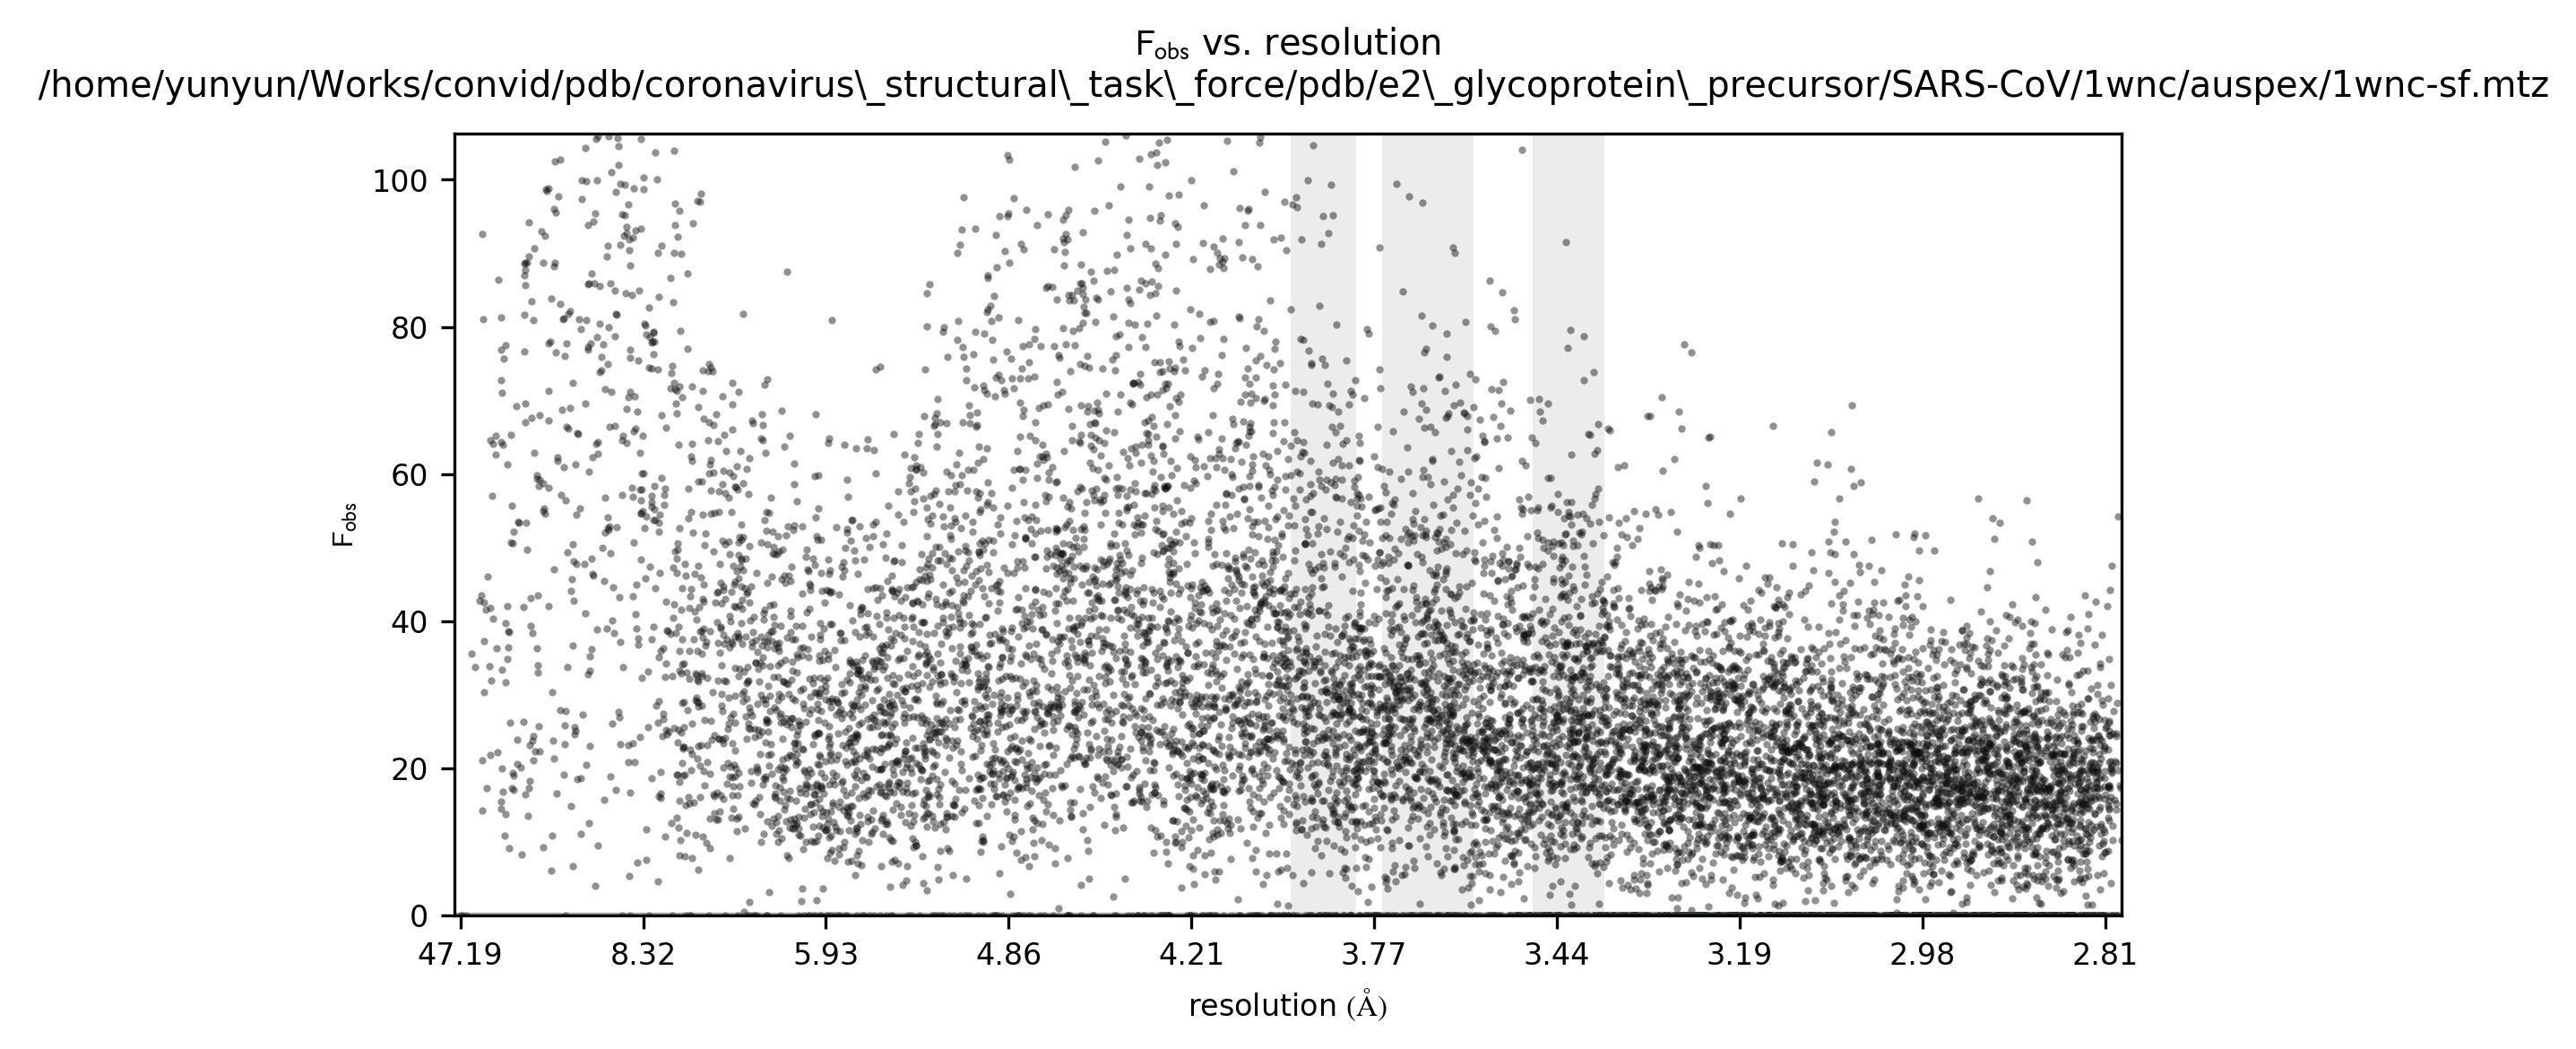 Fobs vs. resolution
/home/yunyun/Works/convid/pdb/coronavirus\_structural\_task\_force/pdb/e2\_glycoprotein\_precursor/SARS-CoV/1wnc/auspex/1wnc-sf.mtz
100
80
60
40
20
0
Fobs
47.19 8.32 5.93 4.86 4.21 3.77 3.44 3.19 2.98 2.81
resolution (Å)